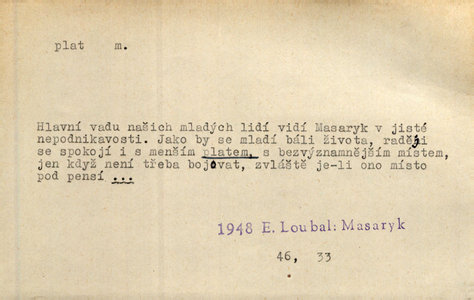 plat m.
Hlavní vadu našich mladých lidí vidí Masaryk v jisté
nepodnikavosti. Jako by se mladí báli života, raději
se spokojí i s menším platem, s bezvýznamnějším místem,
jen když není třeba bojovat, zvláště je-li ono místo
pod pensí ...
1948 E. Loubal: Masaryk
46, 33